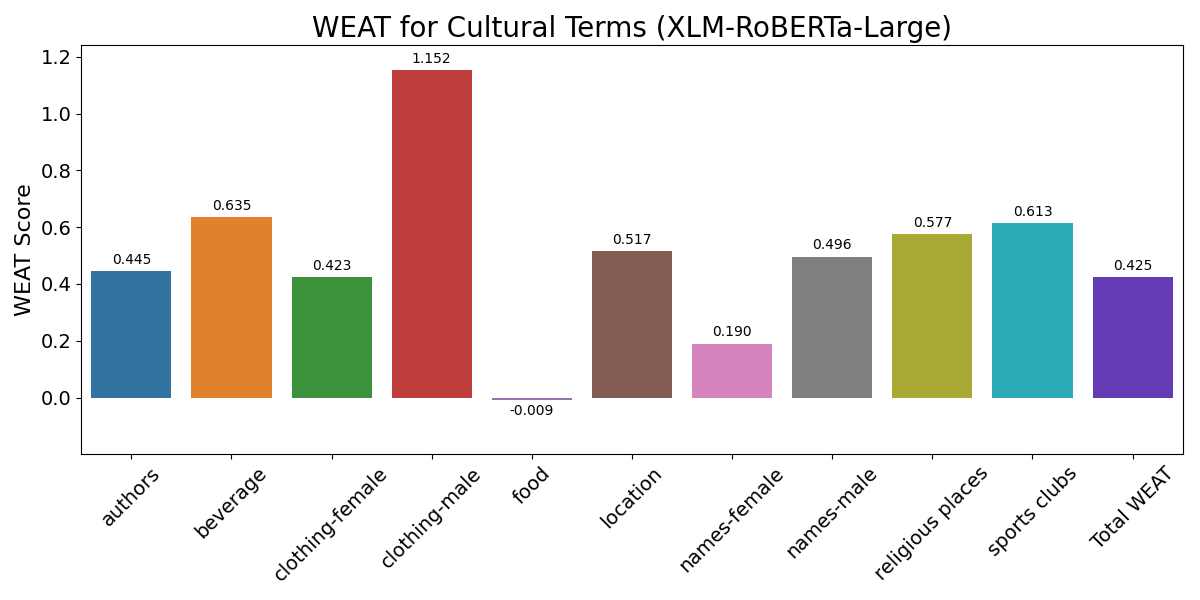 WEAT for Cultural Terms (XLM-RoBERTa-Large)
WEAT Score
1.2
1.0
0.8
0.6
0.4
0.2
0.0
0.445
0.635
0.423
1.152
-0.009
0.517
0.190
0.496
0.577
0.613
0.425
authors
beverage
clothing-female
clothing-male
food
location
names-female
names-male
religious places
sports clubs
Total WEAT